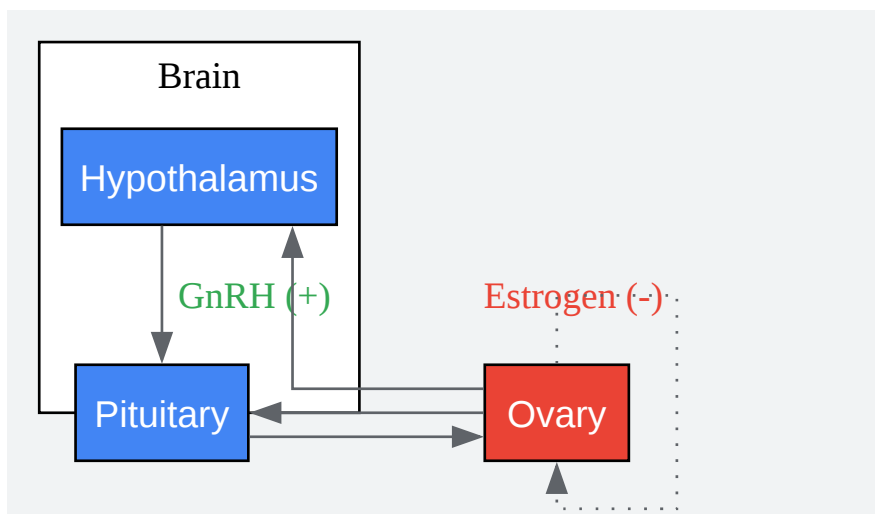 Brain
Hypothalamus
GnRH (+)
Estrogen (-)
Pituitary
Ovary